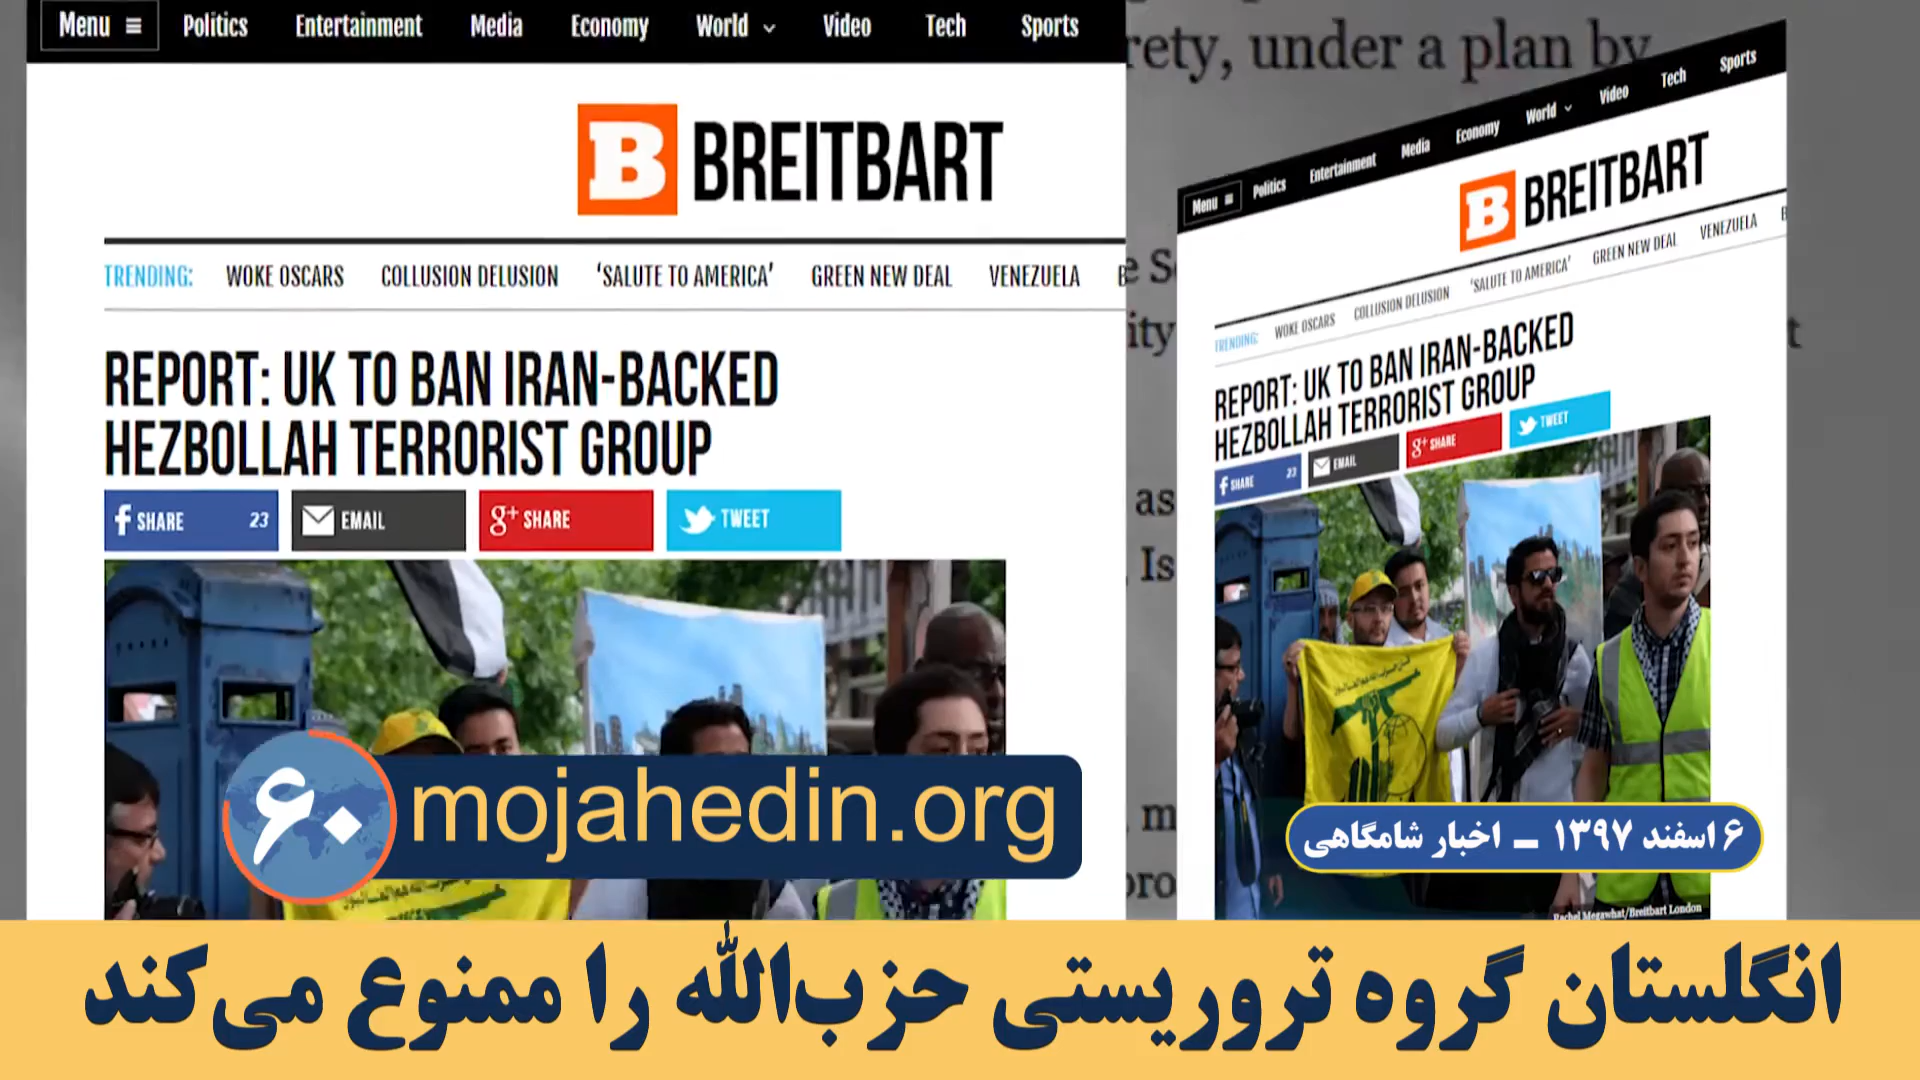 Menu Politics Entertainment Media Economy World Video Tech Sports
B BREITBART
TRENDING: WOKE OSCARS COLLUSION DELUSION ‘SALUTE TO AMERICA’ GREEN NEW DEAL VENEZUELA
REPORT: UK TO BAN IRAN-BACKED
HEZBOLLAH TERRORIST GROUP
f SHARE 23 EMAIL g+ SHARE TWEET
۶۰ mojahedin.org
rety, under a plan by
Menu Politics Entertainment Media Economy World Video Tech Sports
B BREITBART
TRENDING: WOKE OSCARS COLLUSION DELUSION ‘SALUTE TO AMERICA’ GREEN NEW DEAL VENEZUELA
REPORT: UK TO BAN IRAN-BACKED
HEZBOLLAH TERRORIST GROUP
f SHARE 23 EMAIL g+ SHARE TWEET
as
Is
۶ اسفند ۱۳۹۷ ـ اخبار شامگاهی
Rachel Megawhat/Breitbart London
انگلستان گروه تروریستی حزب‌الله را ممنوع می‌کند